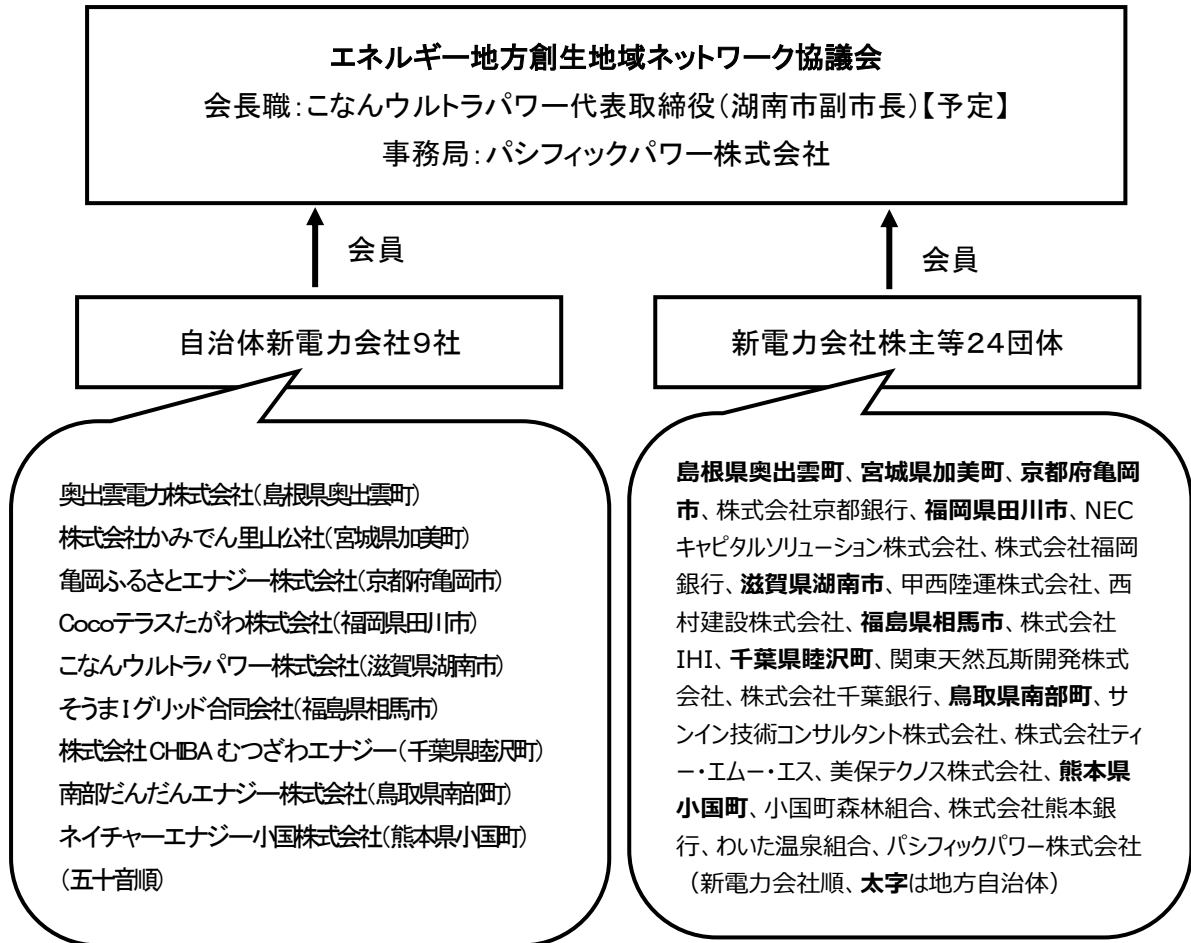 エネルギー地方創生地域ネットワーク協議会
会長職：こなんウルトラパワー代表取締役（湖南市副市長）【予定】
事務局：パシフィックパワー株式会社
会員
会員
自治体新電力会社9社
新電力会社株主等24団体
奥出雲電力株式会社（島根県奥出雲町）
株式会社かみでん里山公社（宮城県加美町）
亀岡ふるさとエナジー株式会社（京都府亀岡市）
Cocoテラスたがわ株式会社（福岡県田川市）
こなんウルトラパワー株式会社（滋賀県湖南市）
そうまIグリッド合同会社（福島県相馬市）
株式会社CHIBAむつざわエナジー（千葉県睦沢町）
南部だんだんエナジー株式会社（鳥取県南部町）
ネイチャーエナジー小国株式会社（熊本県小国町）
（五十音順）
島根県奥出雲町、宮城県加美町、京都府亀岡
市、株式会社京都銀行、福岡県田川市、NEC
キャピタルソリューション株式会社、株式会社福岡
銀行、滋賀県湖南市、甲西陸運株式会社、西
村建設株式会社、福島県相馬市、株式会社
IHI、千葉県睦沢町、関東天然瓦斯開発株式
会社、株式会社千葉銀行、鳥取県南部町、サ
ンイン技術コンサルタント株式会社、株式会社ティ
ー・エムー・エス、美保テクノス株式会社、熊本県
小国町、小国町森林組合、株式会社熊本銀
行、わいた温泉組合、パシフィックパワー株式会社
（新電力会社順、太字は地方自治体）